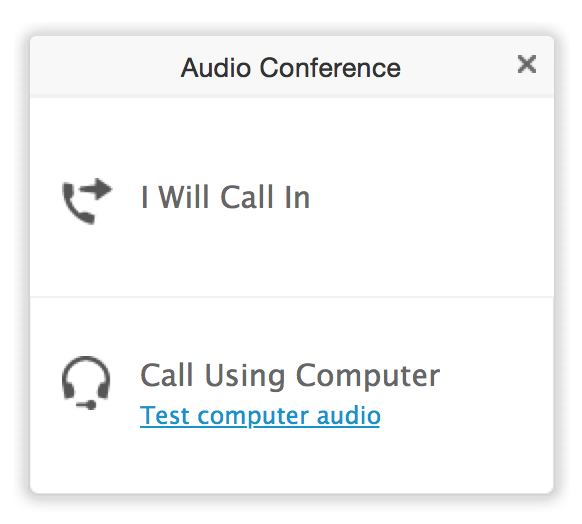 Audio Conference
I Will Call In
Call Using Computer
Test computer audio